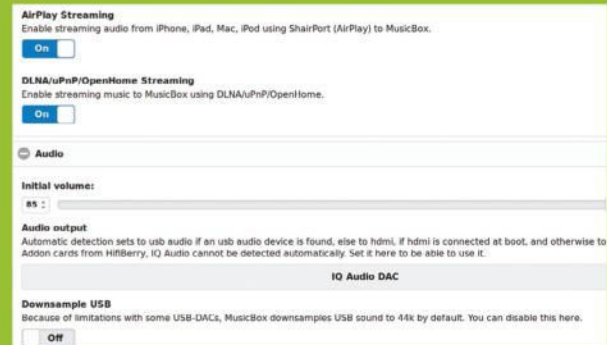 AirPlay Streaming
Enable streaming audio from iPhone, iPad, Mac, iPod using ShairPort (AirPlay) to MusicBox.
On
DLNA/uPnP/OpenHome Streaming
Enable streaming music to MusicBox using DLNA/uPnP/OpenHome.
On
Audio
Initial volume:
85
Audio output
Automatic detection sets to usb audio if an usb audio device is found, else to hdmi, if hdmi is connected at boot, and otherwise to
Addon cards from HifiBerry, IQ Audio cannot be detected automatically. Set it here to be able to use it.
IQ Audio DAC
Downsample USB
Because of limitations with some USB-DACs, MusicBox downsamples USB sound to 44k by default. You can disable this here.
Off